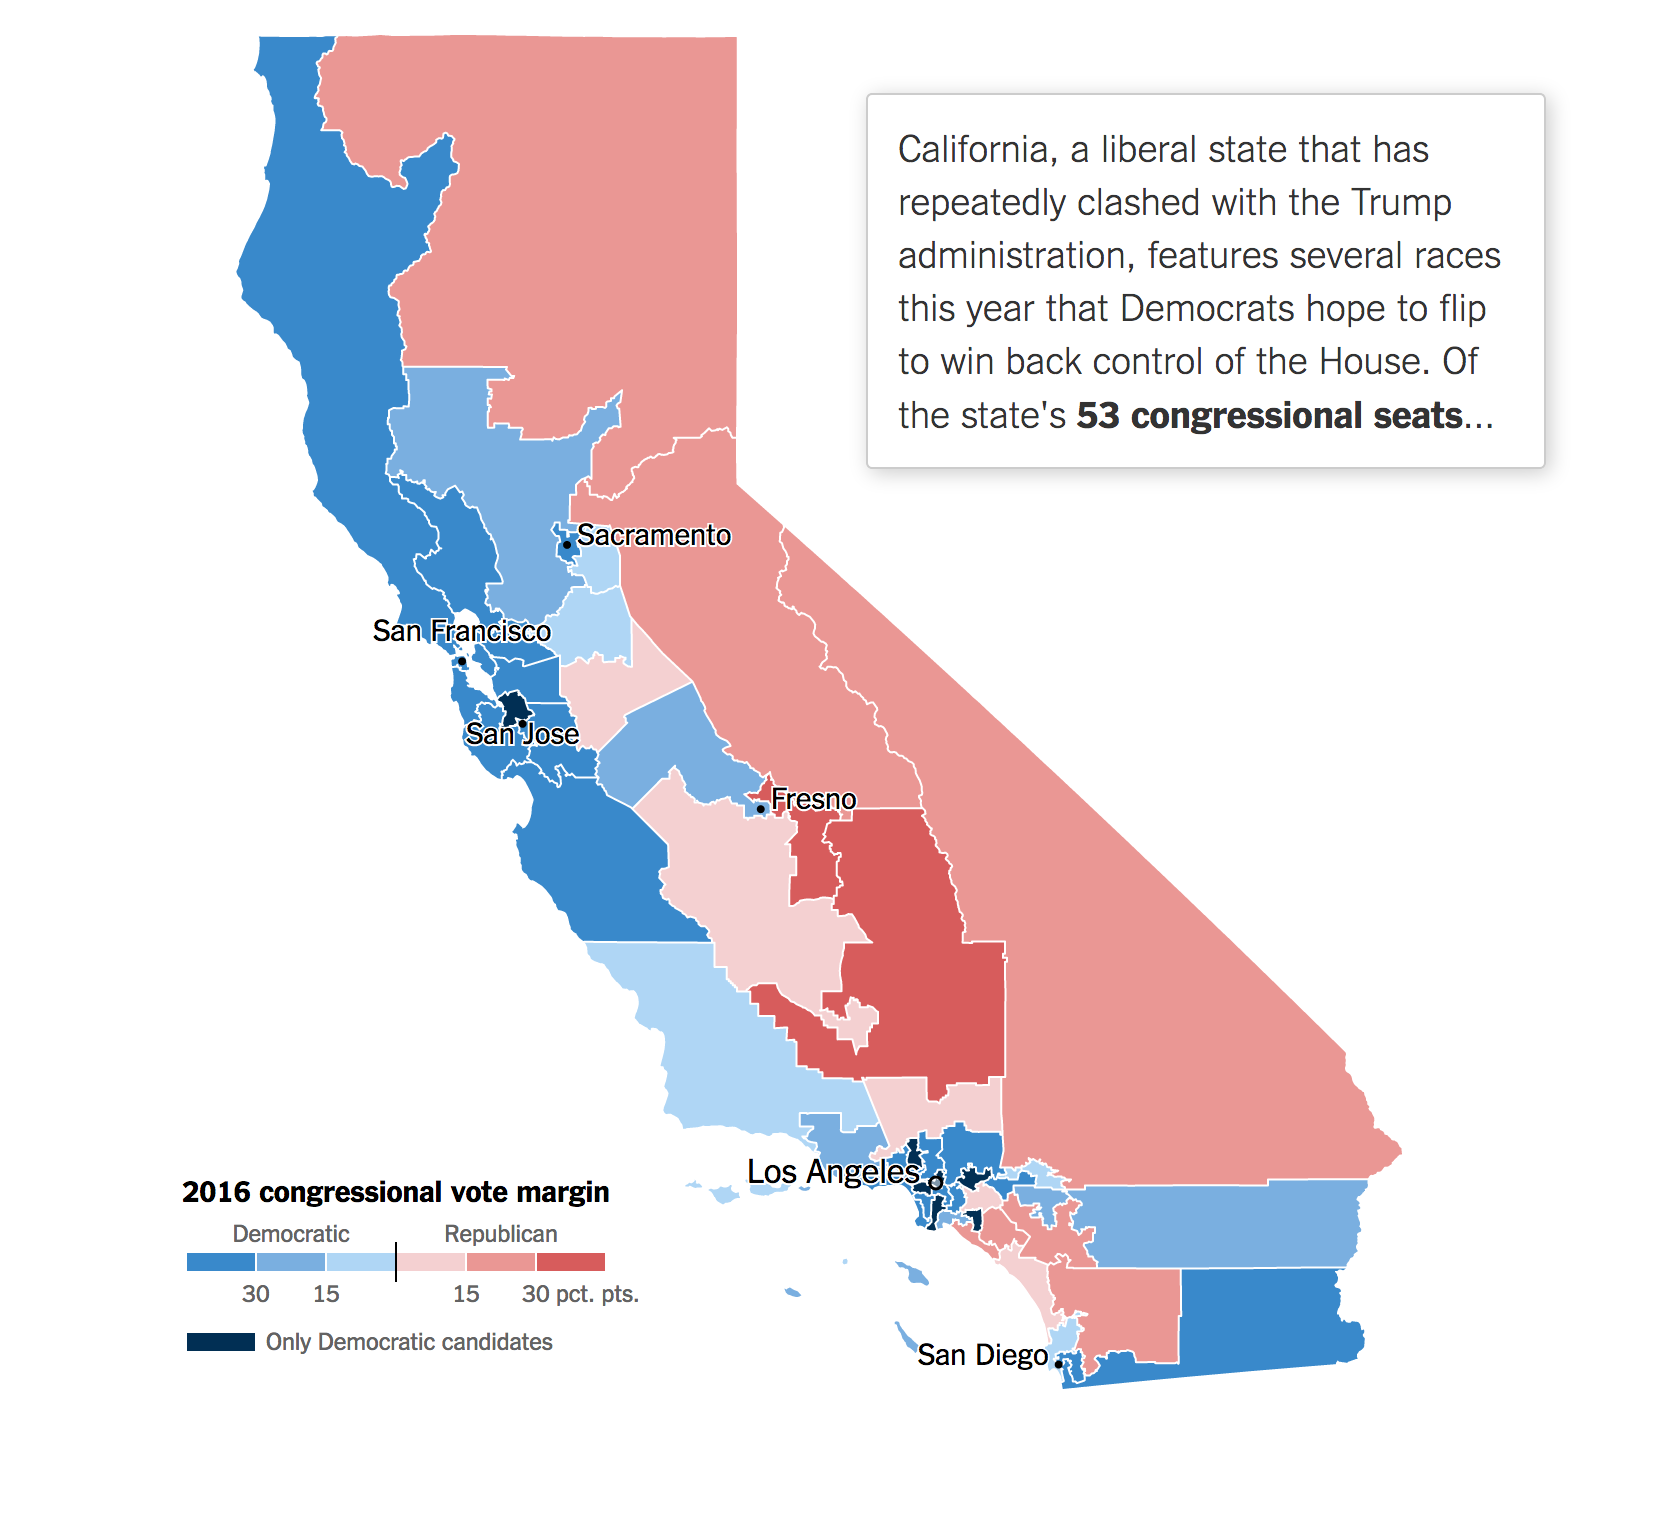 California, a liberal state that has
repeatedly clashed with the Trump
administration, features several races
this year that Democrats hope to flip
to win back control of the House. Of
the state's 53 congressional seats...
Sacramento
San Francisco
San Jose
Fresno
Los Angeles
San Diego
2016 congressional vote margin
Democratic Republican
30 15 15 30 pct. pts.
Only Democratic candidates